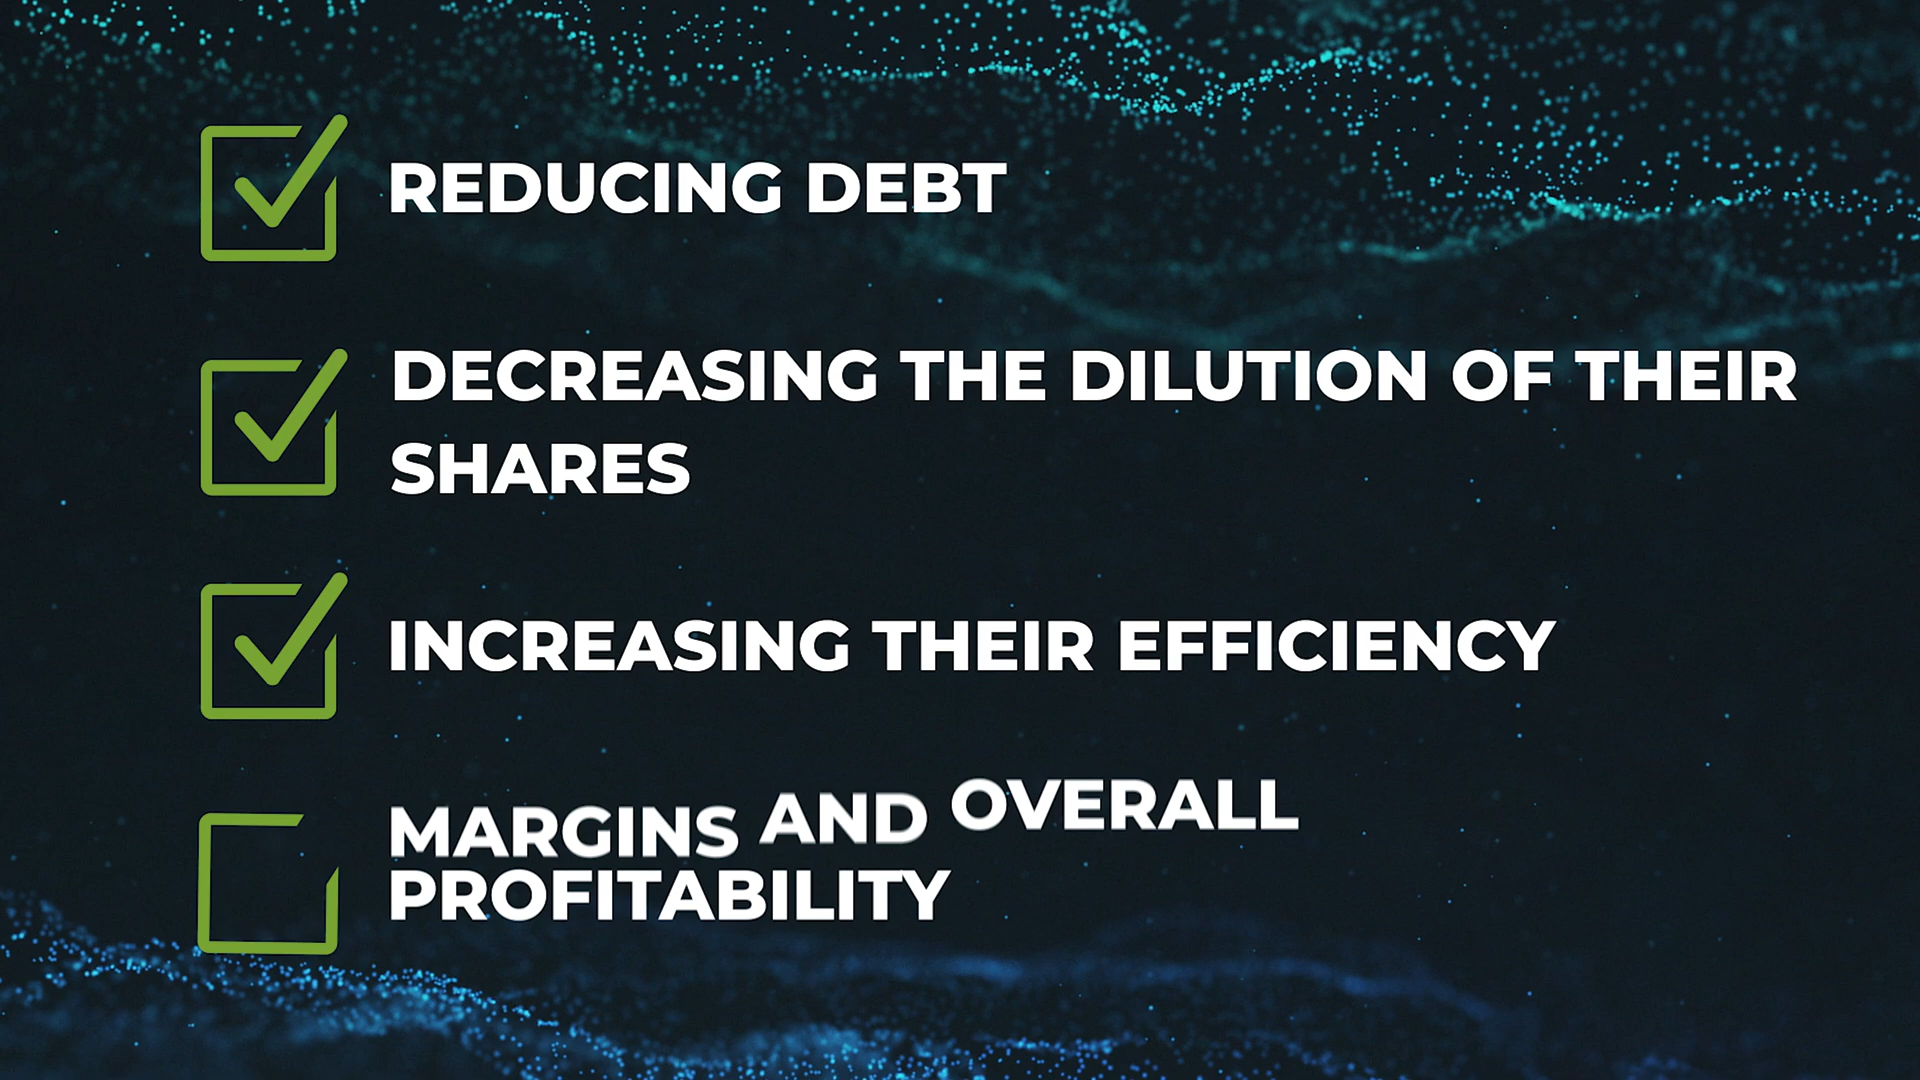 REDUCING DEBT
DECREASING THE DILUTION OF THEIR
SHARES
INCREASING THEIR EFFICIENCY
MARGINS AND OVERALL
PROFITABILITY